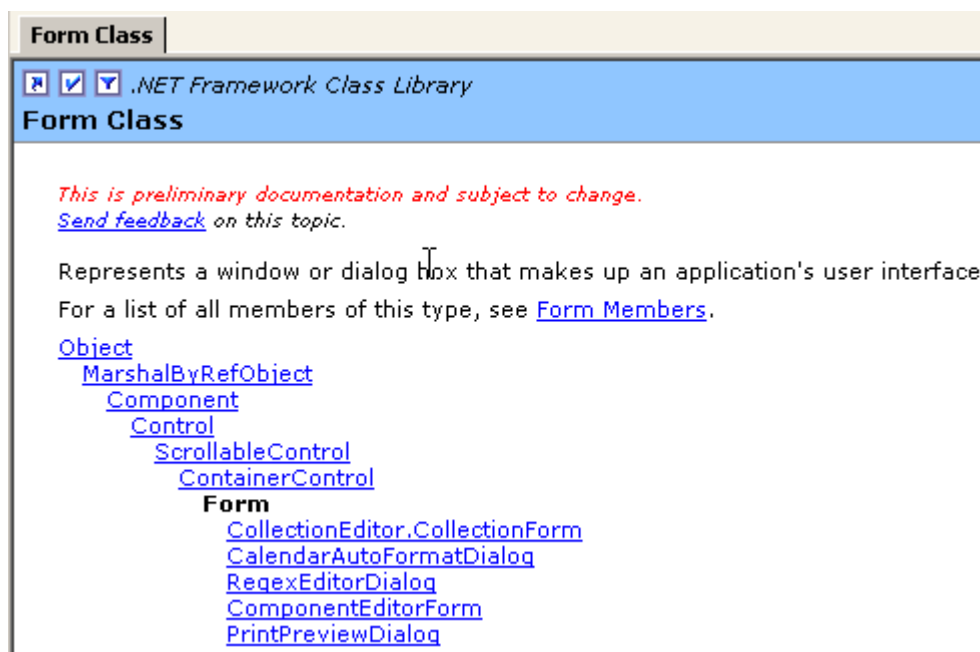 Form Class
.NET Framework Class Library
Form Class
This is preliminary documentation and subject to change.
Send feedback on this topic.
Represents a window or dialog box that makes up an application's user interface
For a list of all members of this type, see Form Members.
Object
MarshalByRefObject
Component
Control
ScrollableControl
ContainerControl
Form
CollectionEditor.CollectionForm
CalendarAutoFormatDialog
RegexEditorDialog
ComponentEditorForm
PrintPreviewDialog